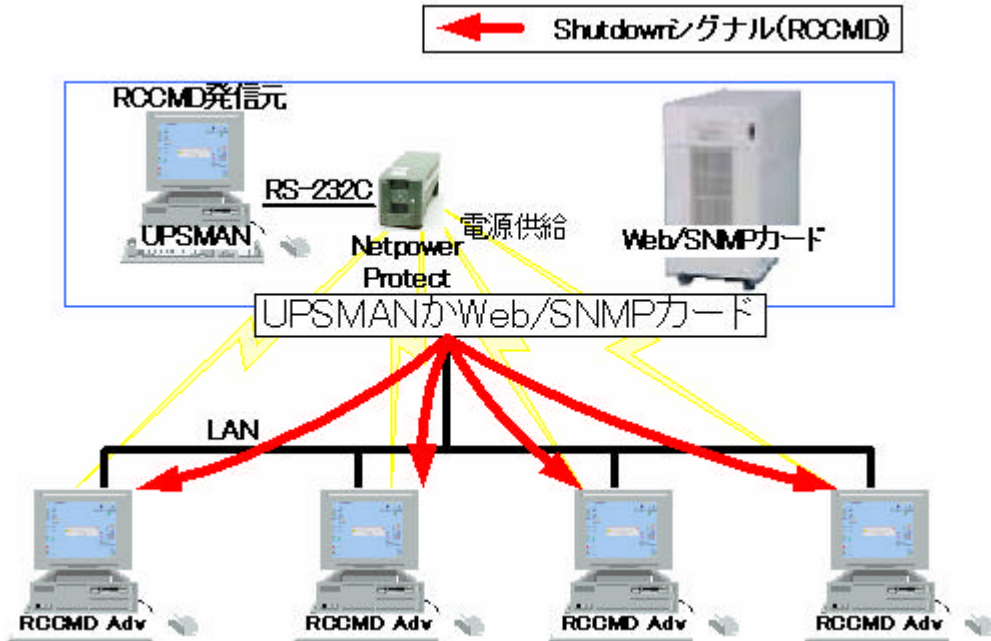 Shutdownシグナル(RCCMD)
RCCMD発信元
RS-232C
UPSMAN
電源供給
Netpower
Protect
Web/SNMPカード
UPSMANかWeb/SNMPカード
LAN
RCCMD Adv
RCCMD Adv
RCCMD Adv
RCCMD Adv